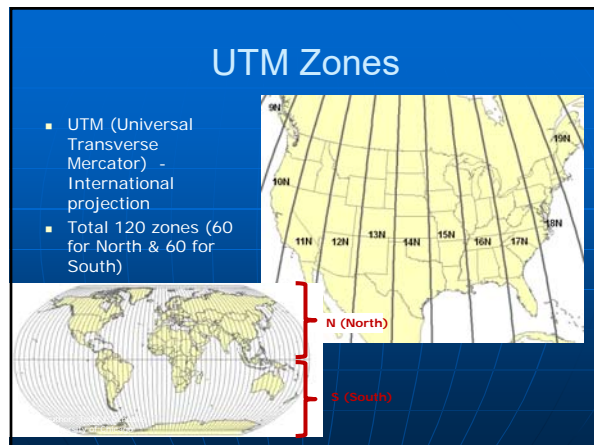 UTM Zones
UTM (Universal
Transverse
Mercator) -
International
projection
Total 120 zones (60
for North & 60 for
South)
9N
10N
11N
12N
13N
14N
15N
16N
17N
18N
19N
N (North)
S (South)